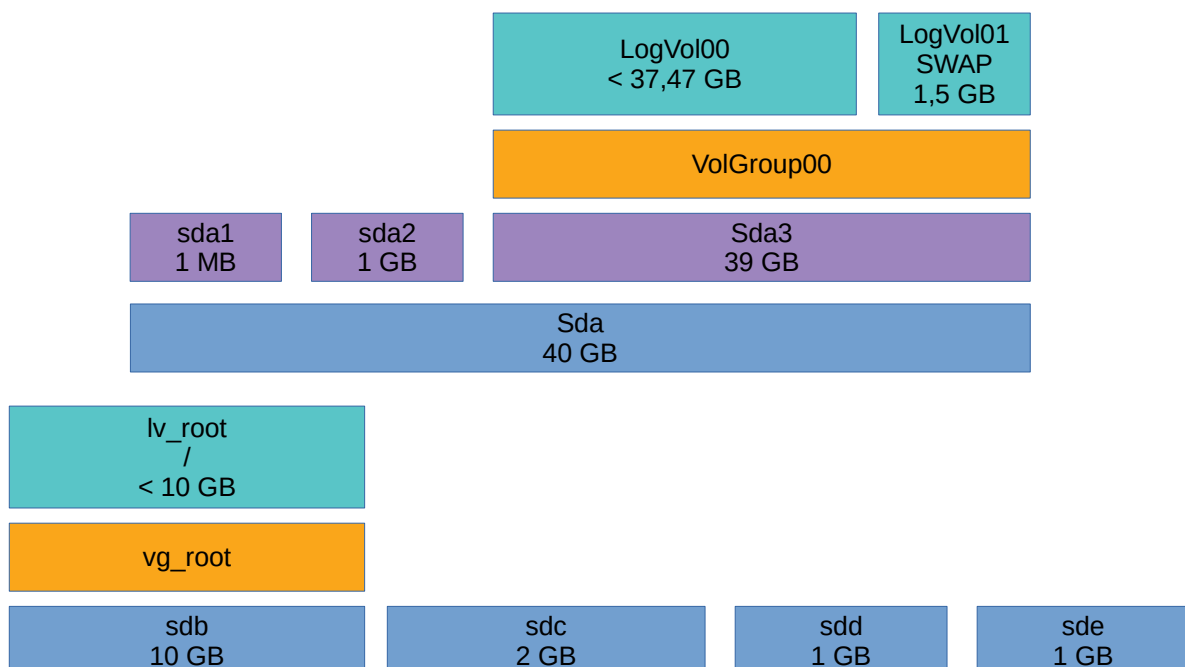 LogVol00
< 37,47 GB
LogVol01
SWAP
1,5 GB
VolGroup00
sda1
1 MB
sda2
1 GB
Sda3
39 GB
Sda
40 GB
lv_root
/
< 10 GB
vg_root
sdb
10 GB
sdc
2 GB
sdd
1 GB
sde
1 GB